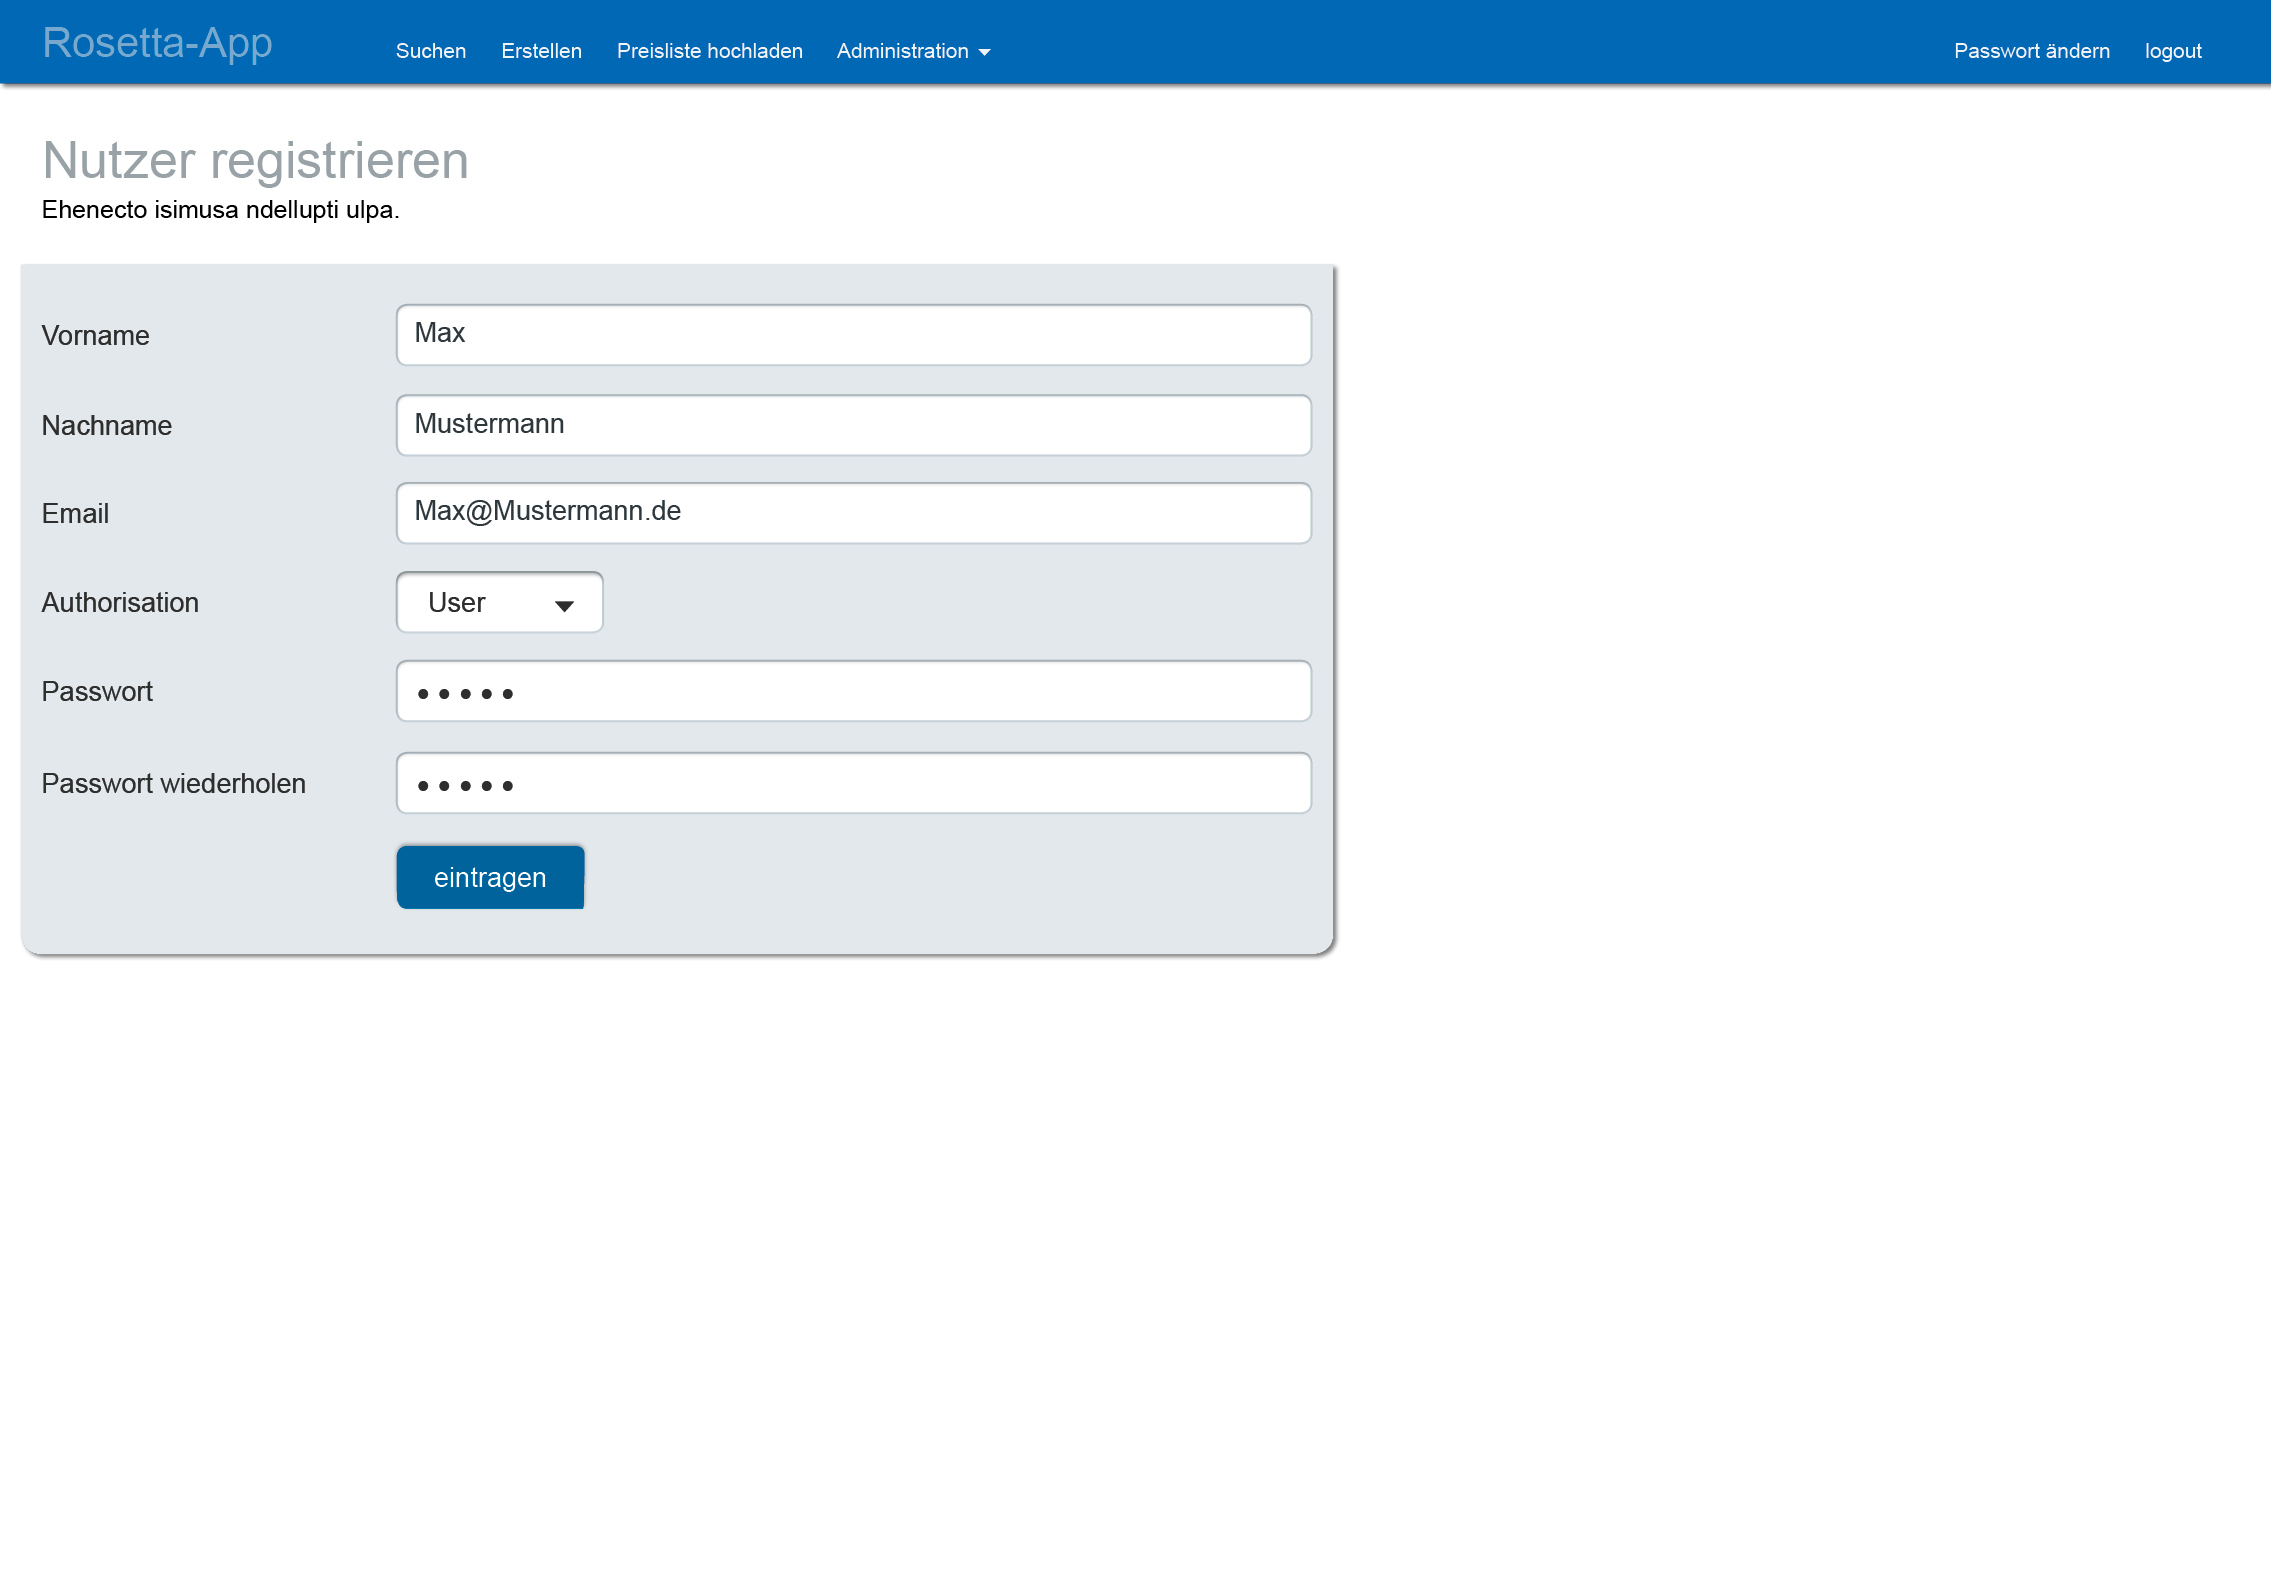 Rosetta-App Suchen Erstellen Preisliste hochladen Administration Passwort ändern logout
Nutzer registrieren
Ehenecto isimusa ndellupti ulpa.
Vorname Max
Nachname Mustermann
Email Max@Mustermann.de
Authorisation User
Passwort •••••
Passwort wiederholen •••••
eintragen